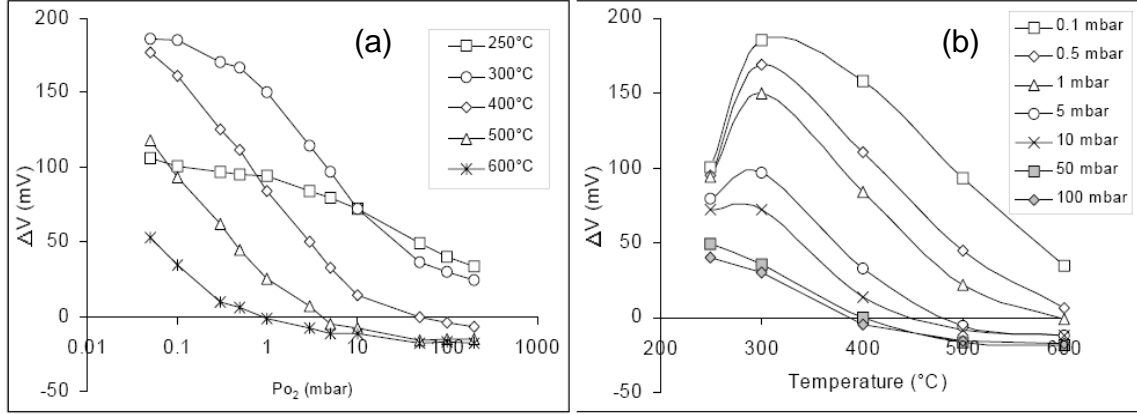 (a)
ΔV (mV)
200
150
100
50
0
-50
0.01 0.1 1 10 100 1000
Po2 (mbar)
250°C
300°C
400°C
500°C
600°C
(b)
ΔV (mV)
200
150
100
50
0
-50
200 300 400 500 600
Temperature (°C)
0.1 mbar
0.5 mbar
1 mbar
5 mbar
10 mbar
50 mbar
100 mbar